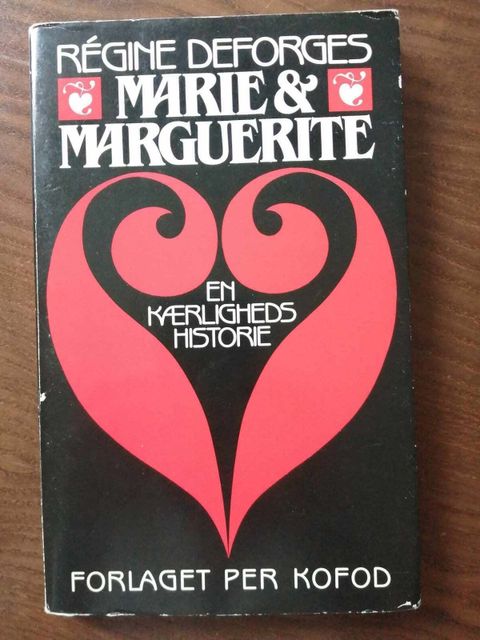 RÉGINE DEFORGES
MARIE &
MARGUERITE
EN
KÆRLIGHEDS
HISTORIE
FORLAGET PER KOFOD